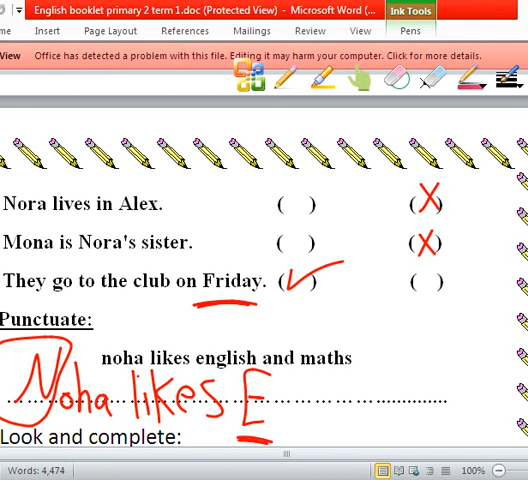 English booklet primary 2 term 1.doc (Protected View) - Microsoft Word (...
Ink Tools
Insert Page Layout References Mailings Review View Pens
View Office has detected a problem with this file. Editing it may harm your computer. Click for more details.
Nora lives in Alex. ( ) (X)
Mona is Nora's sister. ( ) (X)
They go to the club on Friday. (✓) ( )
Punctuate:
noha likes english and maths
Noha likes E
Look and complete:
Words: 4,474 100%